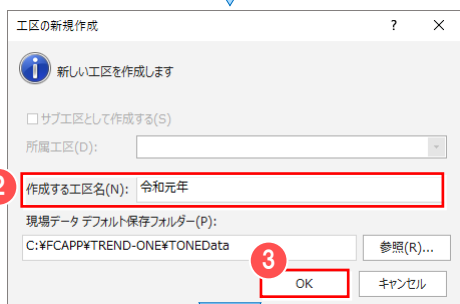 工区の新規作成 ? ×
新しい工区を作成します
サブ工区として作成する(S)
所属工区(D):
2 作成する工区名(N): 令和元年
現場データ デフォルト保存フォルダー(P):
C:¥FCAPP¥TREND-ONE¥TONEData 参照(R)...
3
OK キャンセル